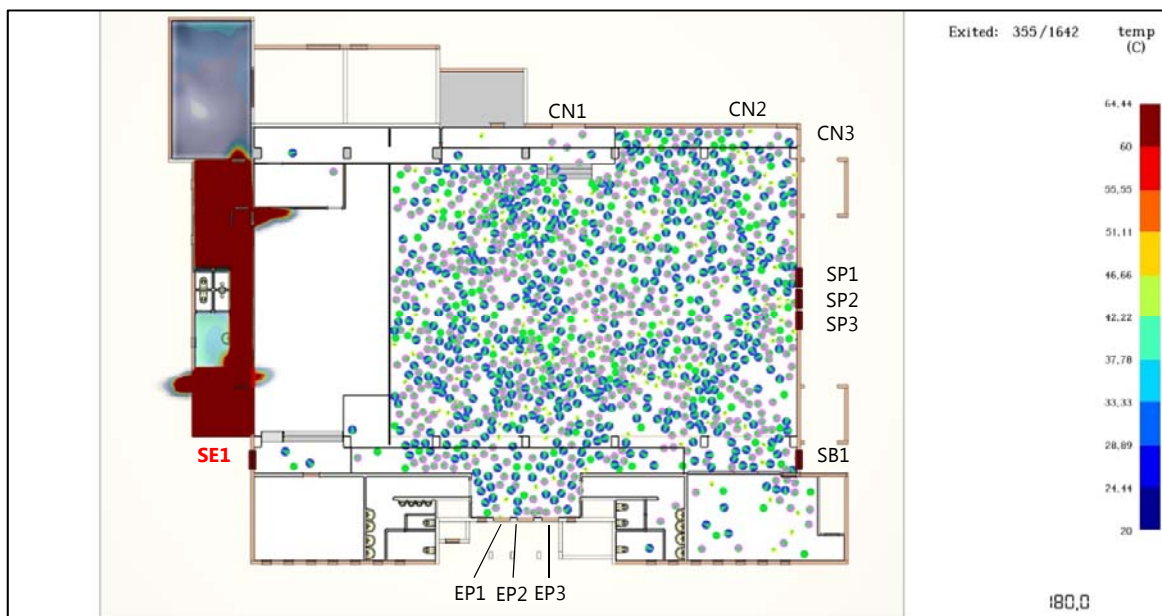 Exited: 355/1642 temp
(C)
64,44
60
55,55
51,11
46,66
42,22
37,78
33,33
28,89
24,44
20
CN1
CN2
CN3
SP1
SP2
SP3
SE1
SB1
EP1 EP2 EP3
180,0